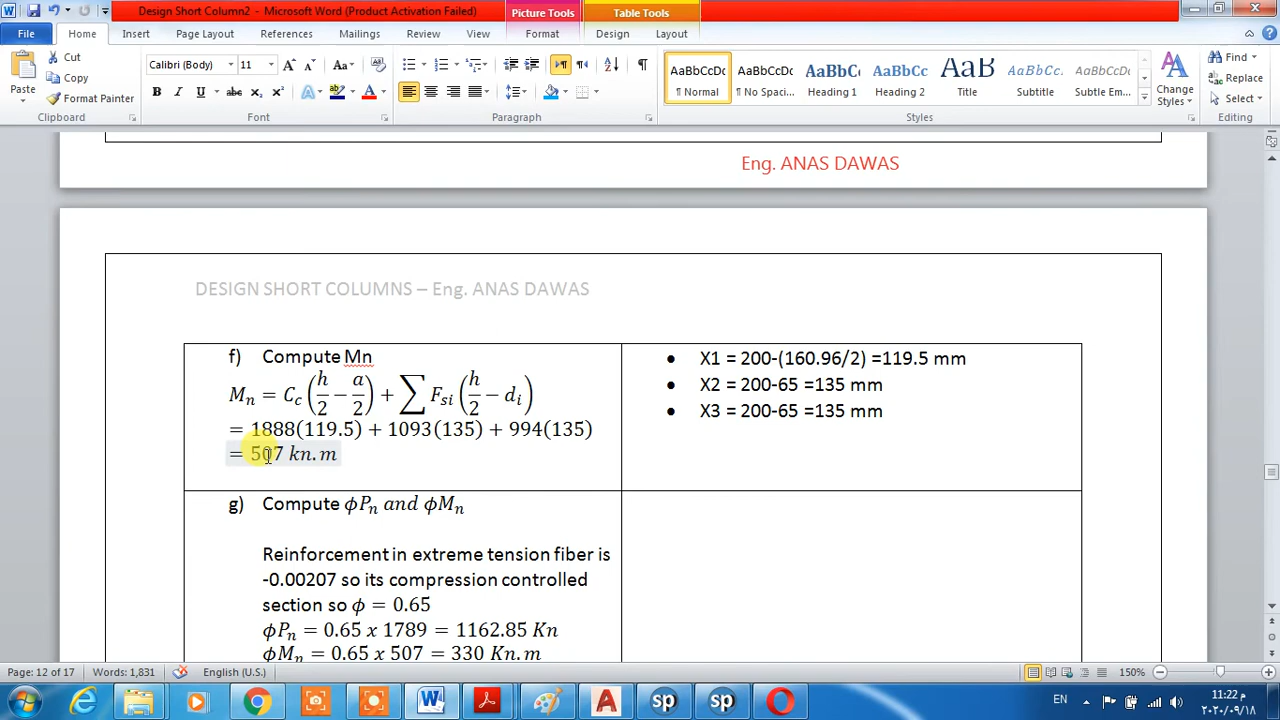 Design Short Column2 - Microsoft Word (Product Activation Failed)
Picture Tools
Table Tools
File
Home
Insert
Page Layout
References
Mailings
Review
View
Format
Design
Layout
Paste
Cut
Copy
Format Painter
Clipboard
Calibri (Body)
11
Font
Paragraph
AaBbCcDc
¶ Normal
AaBbCcDc
¶ No Spaci...
AaBbC
Heading 1
AaBbCc
Heading 2
AaB
Title
AaBbCc.
Subtitle
AaBbCcDc
Subtle Em...
Change
Styles
Styles
Find
Replace
Select
Editing
Eng. ANAS DAWAS
DESIGN SHORT COLUMNS – Eng. ANAS DAWAS
f) Compute Mn
M_n = C_c (h/2 − a/2) + ∑ F_si (h/2 − d_i)
= 1888(119.5) + 1093(135) + 994(135)
= 507 kn.m
• X1 = 200-(160.96/2) =119.5 mm
• X2 = 200-65 =135 mm
• X3 = 200-65 =135 mm
g) Compute ϕP_n and ϕM_n
Reinforcement in extreme tension fiber is
-0.00207 so its compression controlled
section so ϕ = 0.65
ϕP_n = 0.65 x 1789 = 1162.85 Kn
ϕM_n = 0.65 x 507 = 330 Kn.m
Page: 12 of 17
Words: 1,831
English (U.S.)
150%
EN
11:22 م
٢٠٢٠/٠٩/١٨